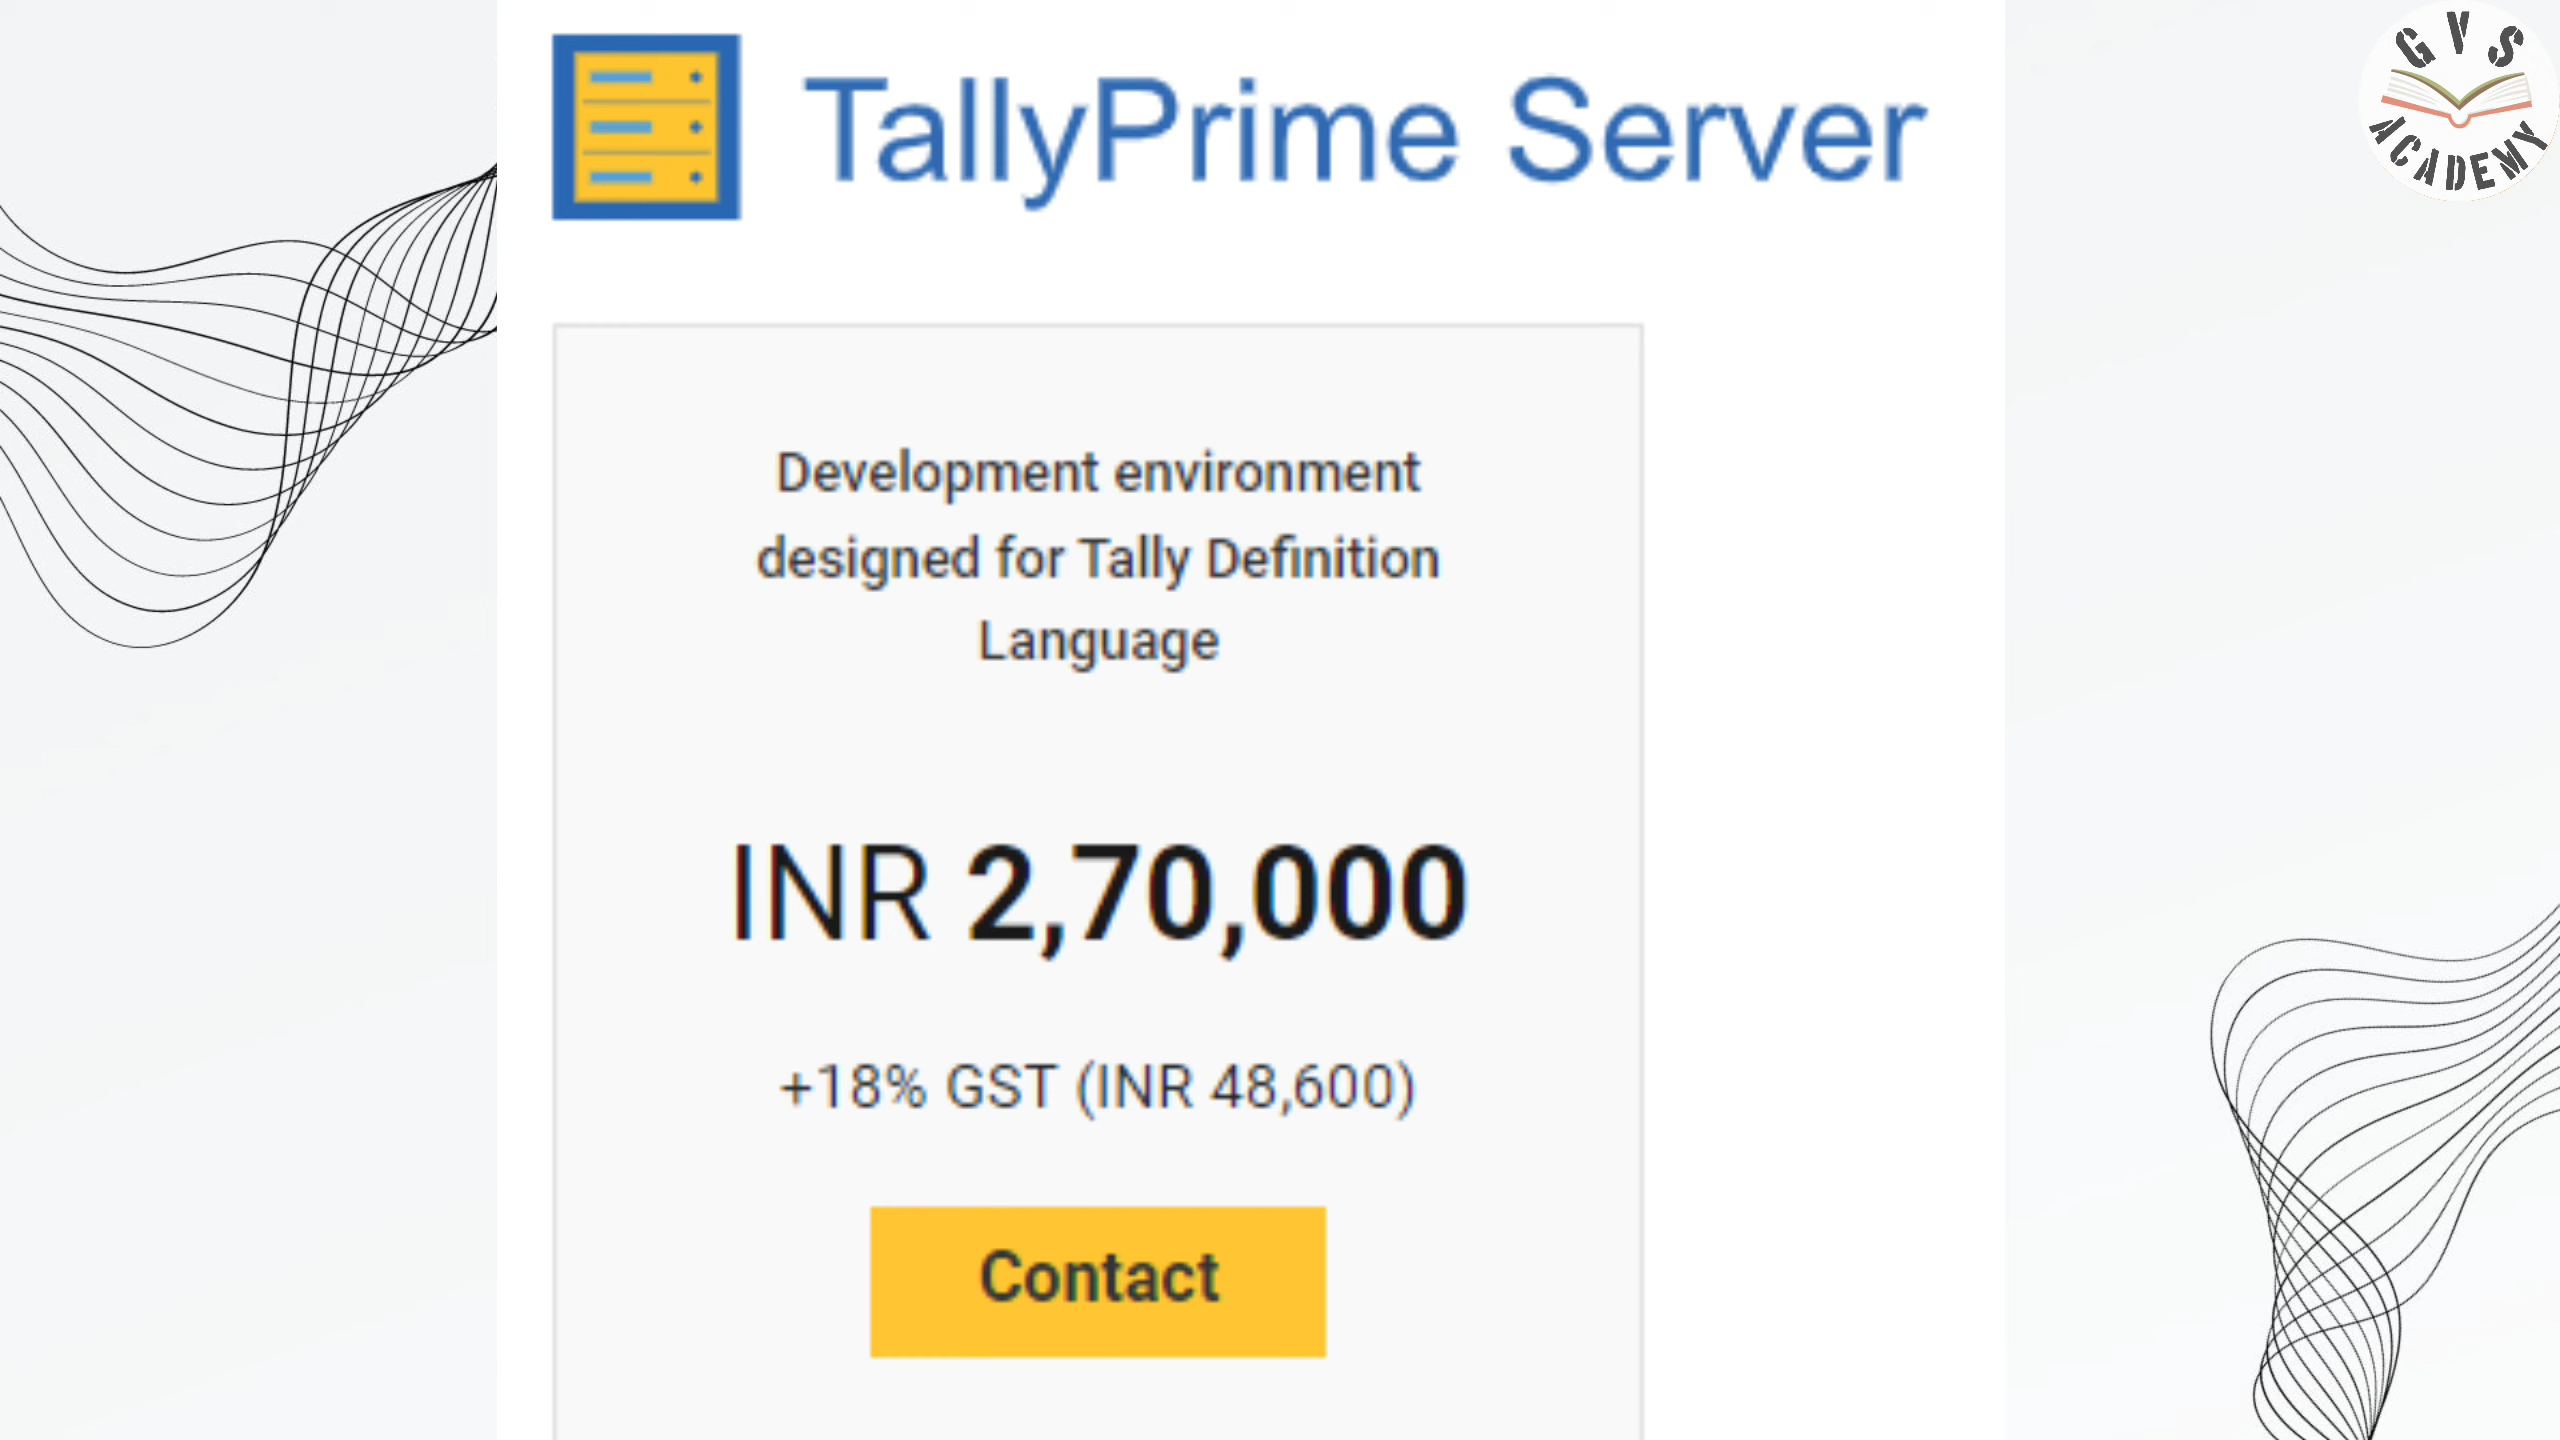 GVS
ACADEMY
TallyPrime Server
Development environment
designed for Tally Definition
Language
INR 2,70,000
+18% GST (INR 48,600)
Contact